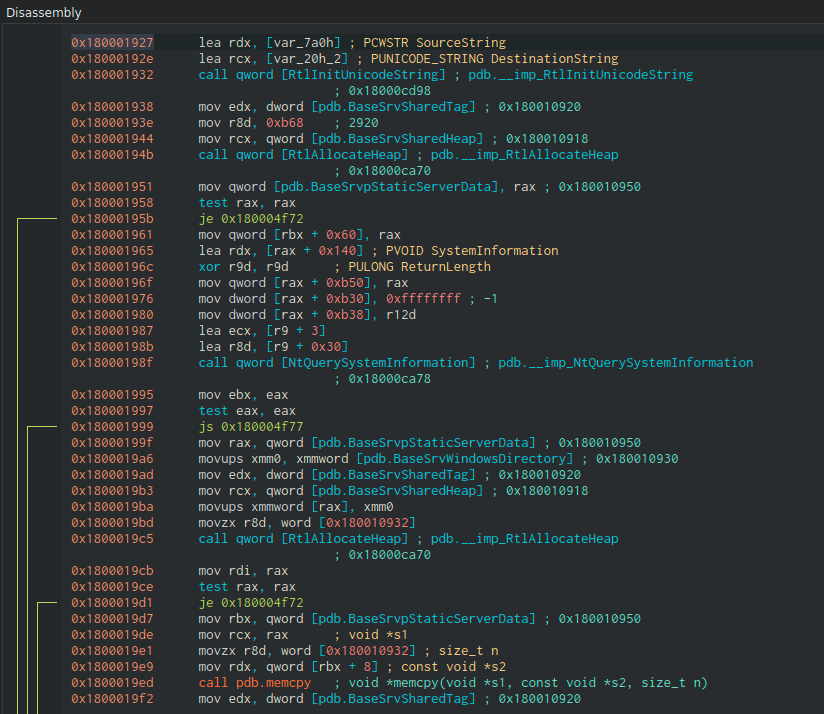 Disassembly
0x180001927 lea rdx, [var_7a0h] ; PCWSTR SourceString
0x18000192e lea rcx, [var_20h_2] ; PUNICODE_STRING DestinationString
0x180001932 call qword [RtlInitUnicodeString] ; pdb.__imp_RtlInitUnicodeString
; 0x18000cd98
0x180001938 mov edx, dword [pdb.BaseSrvSharedTag] ; 0x180010920
0x18000193e mov r8d, 0xb68 ; 2920
0x180001944 mov rcx, qword [pdb.BaseSrvSharedHeap] ; 0x180010918
0x18000194b call qword [RtlAllocateHeap] ; pdb.__imp_RtlAllocateHeap
; 0x18000ca70
0x180001951 mov qword [pdb.BaseSrvpStaticServerData], rax ; 0x180010950
0x180001958 test rax, rax
0x18000195b je 0x180004f72
0x180001961 mov qword [rbx + 0x60], rax
0x180001965 lea rdx, [rax + 0x140] ; PVOID SystemInformation
0x18000196c xor r9d, r9d ; PULONG ReturnLength
0x18000196f mov qword [rax + 0xb50], rax
0x180001976 mov dword [rax + 0xb30], 0xffffffff ; -1
0x180001980 mov dword [rax + 0xb38], r12d
0x180001987 lea ecx, [r9 + 3]
0x18000198b lea r8d, [r9 + 0x30]
0x18000198f call qword [NtQuerySystemInformation] ; pdb.__imp_NtQuerySystemInformation
; 0x18000ca78
0x180001995 mov ebx, eax
0x180001997 test eax, eax
0x180001999 js 0x180004f77
0x18000199f mov rax, qword [pdb.BaseSrvpStaticServerData] ; 0x180010950
0x1800019a6 movups xmm0, xmmword [pdb.BaseSrvWindowsDirectory] ; 0x180010930
0x1800019ad mov edx, dword [pdb.BaseSrvSharedTag] ; 0x180010920
0x1800019b3 mov rcx, qword [pdb.BaseSrvSharedHeap] ; 0x180010918
0x1800019ba movups xmmword [rax], xmm0
0x1800019bd movzx r8d, word [0x180010932]
0x1800019c5 call qword [RtlAllocateHeap] ; pdb.__imp_RtlAllocateHeap
; 0x18000ca70
0x1800019cb mov rdi, rax
0x1800019ce test rax, rax
0x1800019d1 je 0x180004f72
0x1800019d7 mov rbx, qword [pdb.BaseSrvpStaticServerData] ; 0x180010950
0x1800019de mov rcx, rax ; void *s1
0x1800019e1 movzx r8d, word [0x180010932] ; size_t n
0x1800019e9 mov rdx, qword [rbx + 8] ; const void *s2
0x1800019ed call pdb.memcpy ; void *memcpy(void *s1, const void *s2, size_t n)
0x1800019f2 mov edx, dword [pdb.BaseSrvSharedTag] ; 0x180010920